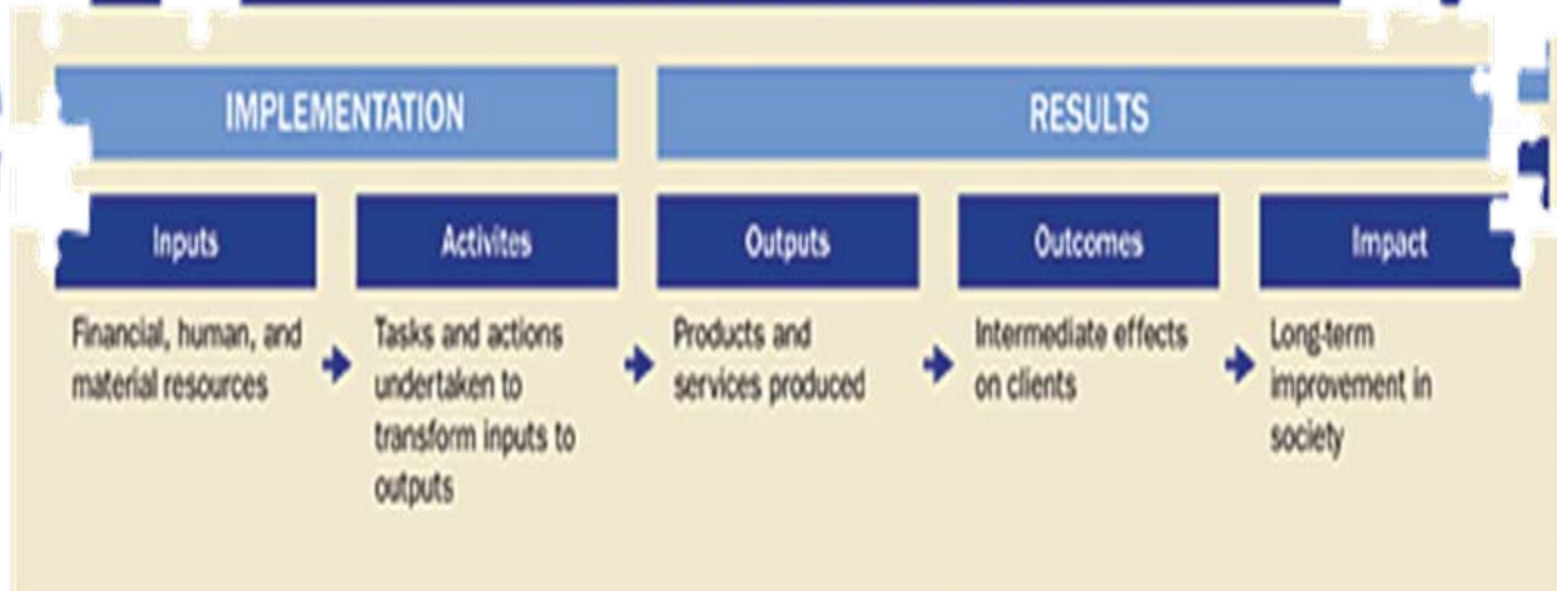 IMPLEMENTATION
RESULTS
Inputs
Activites
Outputs
Outcomes
Impact
Financial, human, and
material resources
Tasks and actions
undertaken to
transform inputs to
outputs
Products and
services produced
Intermediate effects
on clients
Long-term
improvement in
society